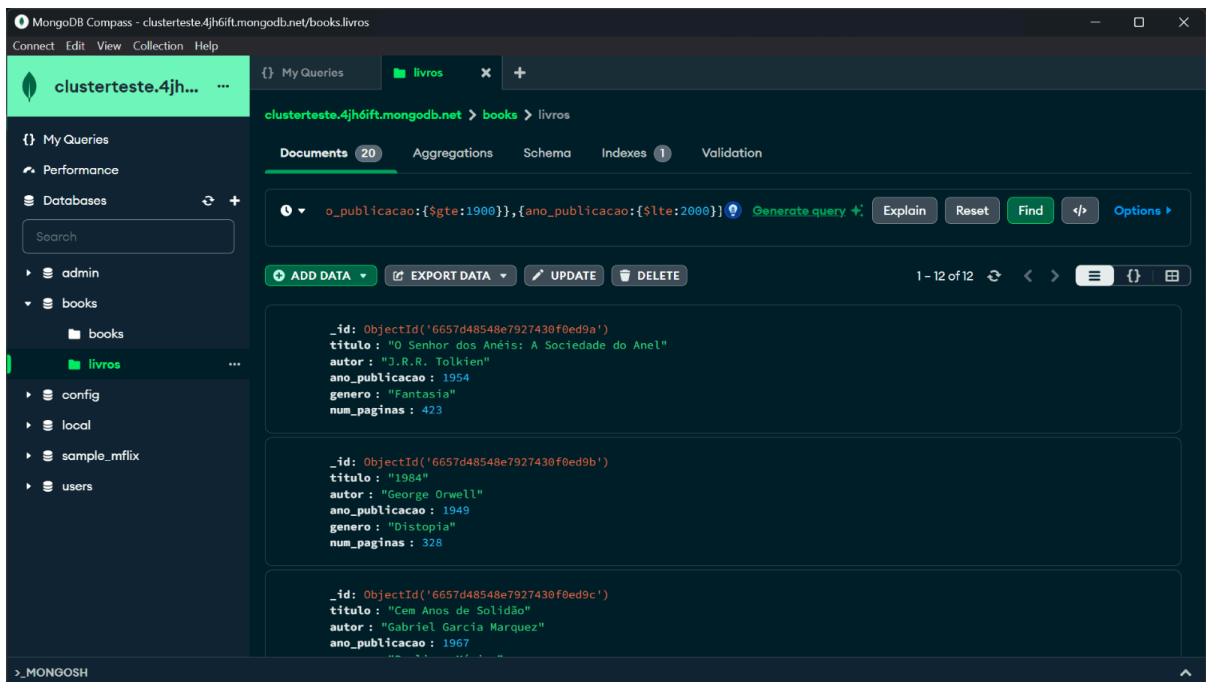 MongoDB Compass - clusterteste.4jh6ift.mongodb.net/books.livros
Connect Edit View Collection Help
clusterteste.4jh... ...
{} My Queries
Performance
Databases
Search
admin
books
books
livros ...
config
local
sample_mflix
users
{} My Queries livros
clusterteste.4jh6ift.mongodb.net > books > livros
Documents 20 Aggregations Schema Indexes 1 Validation
o_publicacao:{$gte:1900}},{ano_publicacao:{$lte:2000}}] Generate query Explain Reset Find </> Options
ADD DATA EXPORT DATA UPDATE DELETE 1 – 12 of 12 {}
_id: ObjectId('6657d48548e7927430f0ed9a')
titulo : "O Senhor dos Anéis: A Sociedade do Anel"
autor : "J.R.R. Tolkien"
ano_publicacao : 1954
genero : "Fantasia"
num_paginas : 423
_id: ObjectId('6657d48548e7927430f0ed9b')
titulo : "1984"
autor : "George Orwell"
ano_publicacao : 1949
genero : "Distopia"
num_paginas : 328
_id: ObjectId('6657d48548e7927430f0ed9c')
titulo : "Cem Anos de Solidão"
autor : "Gabriel García Marquez"
ano_publicacao : 1967
>_MONGOSH